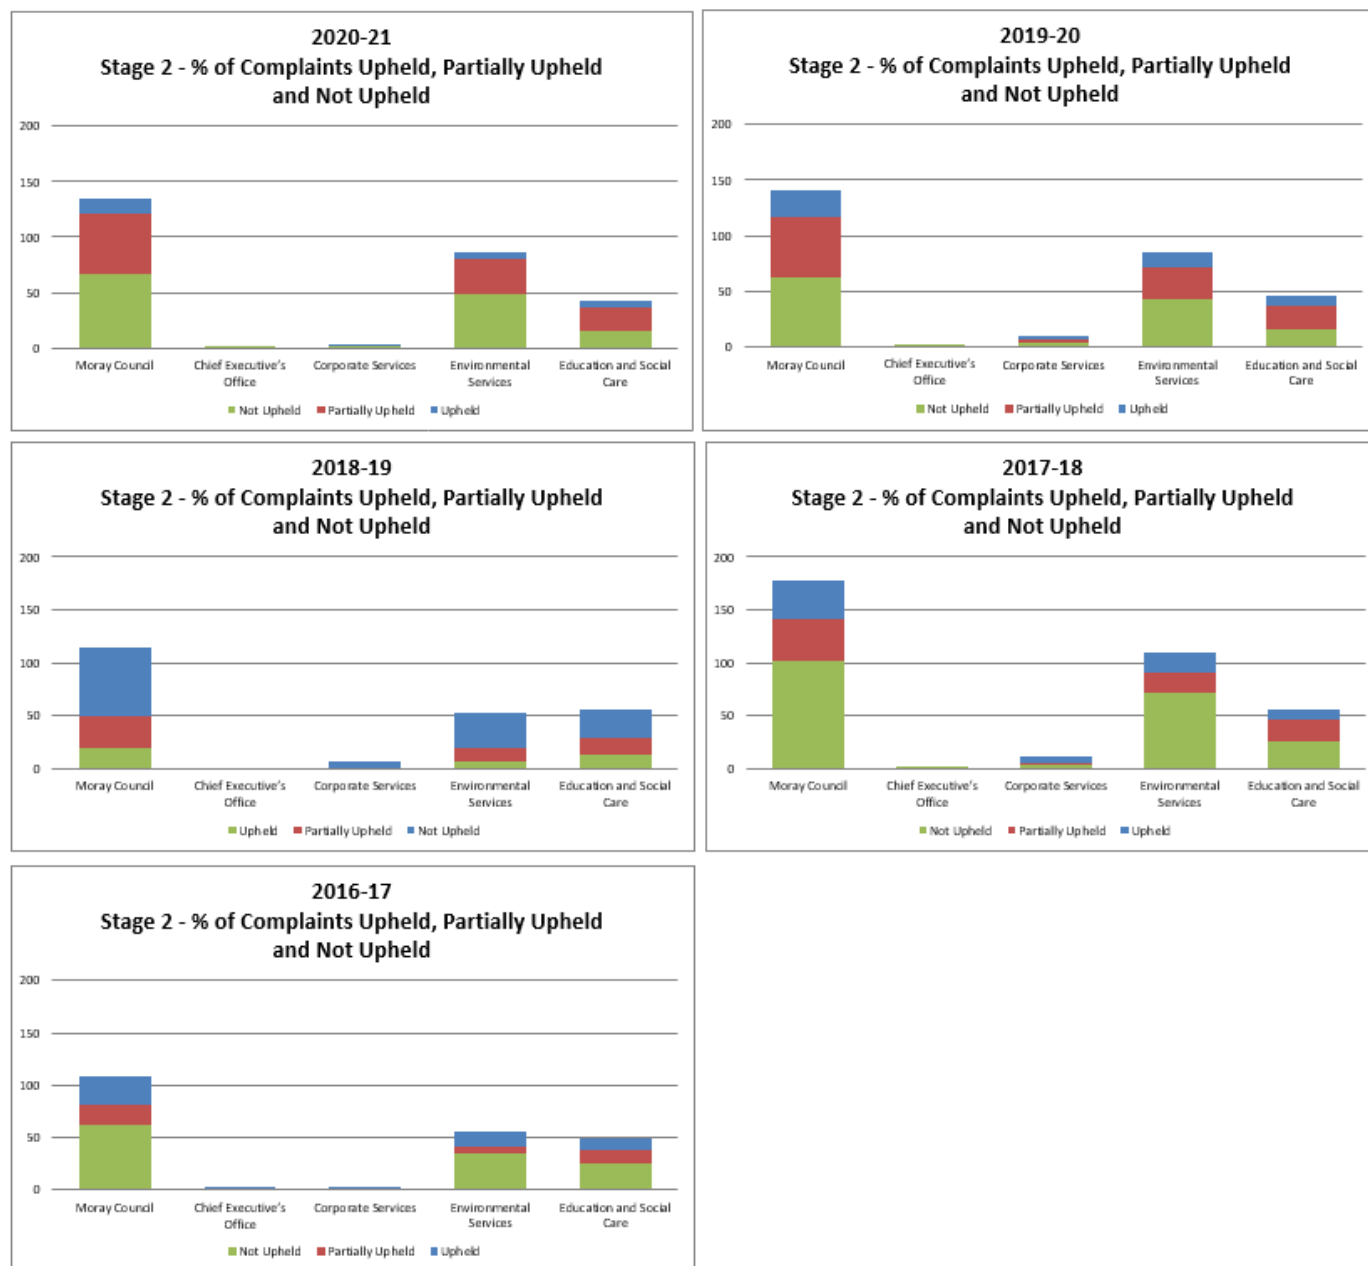 2020-21
Stage 2 - % of Complaints Upheld, Partially Upheld
and Not Upheld
200
150
100
50
0
Moray Council
Chief Executive's
Office
Corporate Services
Environmental
Services
Education and Social
Care
Not Upheld
Partially Upheld
Upheld
2019-20
Stage 2 - % of Complaints Upheld, Partially Upheld
and Not Upheld
200
150
100
50
0
Moray Council
Chief Executive's
Office
Corporate Services
Environmental
Services
Education and Social
Care
Not Upheld
Partially Upheld
Upheld
2018-19
Stage 2 - % of Complaints Upheld, Partially Upheld
and Not Upheld
200
150
100
50
0
Moray Council
Chief Executive's
Office
Corporate Services
Environmental
Services
Education and Social
Care
Upheld
Partially Upheld
Not Upheld
2017-18
Stage 2 - % of Complaints Upheld, Partially Upheld
and Not Upheld
200
150
100
50
0
Moray Council
Chief Executive's
Office
Corporate Services
Environmental
Services
Education and Social
Care
Not Upheld
Partially Upheld
Upheld
2016-17
Stage 2 - % of Complaints Upheld, Partially Upheld
and Not Upheld
200
150
100
50
0
Moray Council
Chief Executive's
Office
Corporate Services
Environmental
Services
Education and Social
Care
Not Upheld
Partially Upheld
Upheld